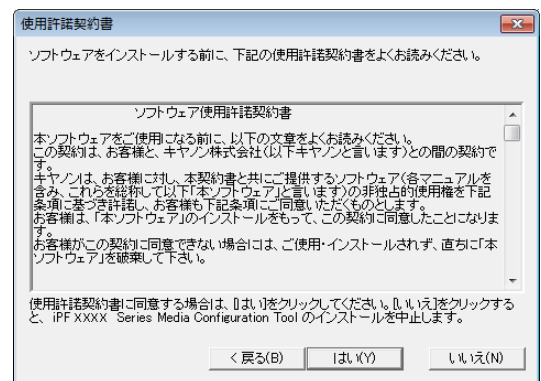 使用許諾契約書
ソフトウェアをインストールする前に、下記の使用許諾契約書をよくお読みください。
ソフトウェア使用許諾契約書
本ソフトウェアをご使用になる前に、以下の文章をよくお読みください。
この契約は、お客様と、キヤノン株式会社(以下キヤノンと言います)との間の契約で
す。
キヤノンは、お客様に対し、本契約書と共にご提供するソフトウェア(各マニュアルを
含み、これらを総称して以下「本ソフトウェア」と言います)の非独占的使用権を下記
条項に基づき許諾し、お客様も下記条項にご同意いただくものとします。
お客様は、「本ソフトウェア」のインストールをもって、この契約に同意したことになりま
す。
お客様がこの契約に同意できない場合には、ご使用・インストールされず、直ちに「本
ソフトウェア」を破棄して下さい。
使用許諾契約書に同意する場合は、[はい]をクリックしてください。[いいえ]をクリックする
と、iPF XXXX Series Media Configuration Tool のインストールを中止します。
< 戻る(B)
はい(Y)
いいえ(N)